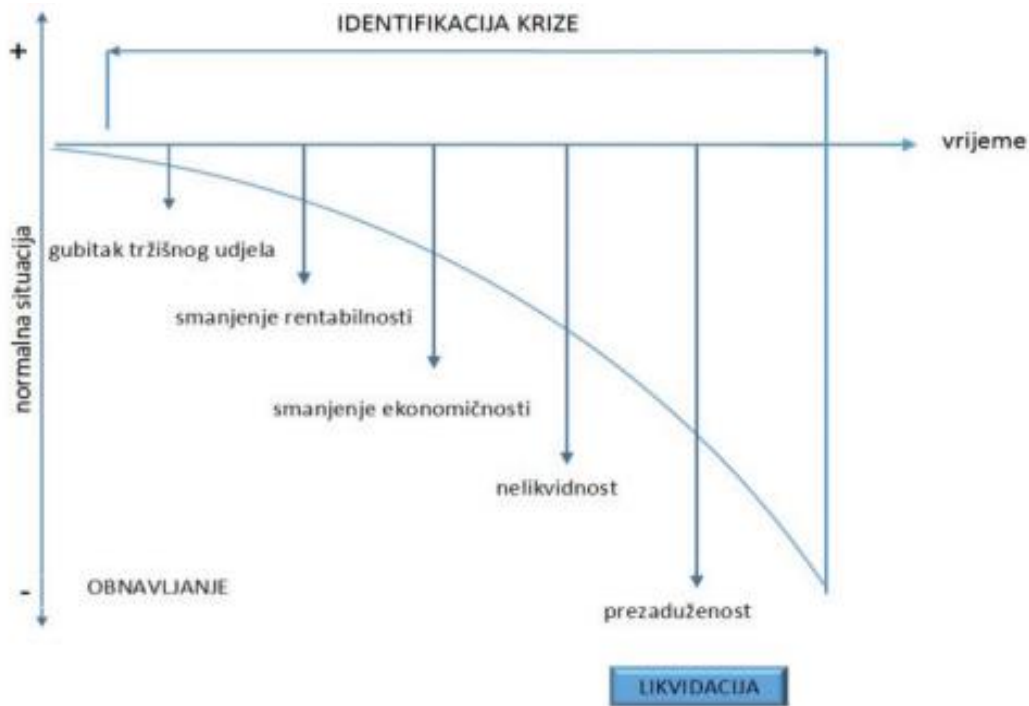 IDENTIFIKACIJA KRIZE
+
vrijeme
normalna situacija
gubitak tržišnog udjela
smanjenje rentabilnosti
smanjenje ekonomičnosti
nelikvidnost
-
OBNAVLJANJE
prezaduženost
LIKVIDACIJA